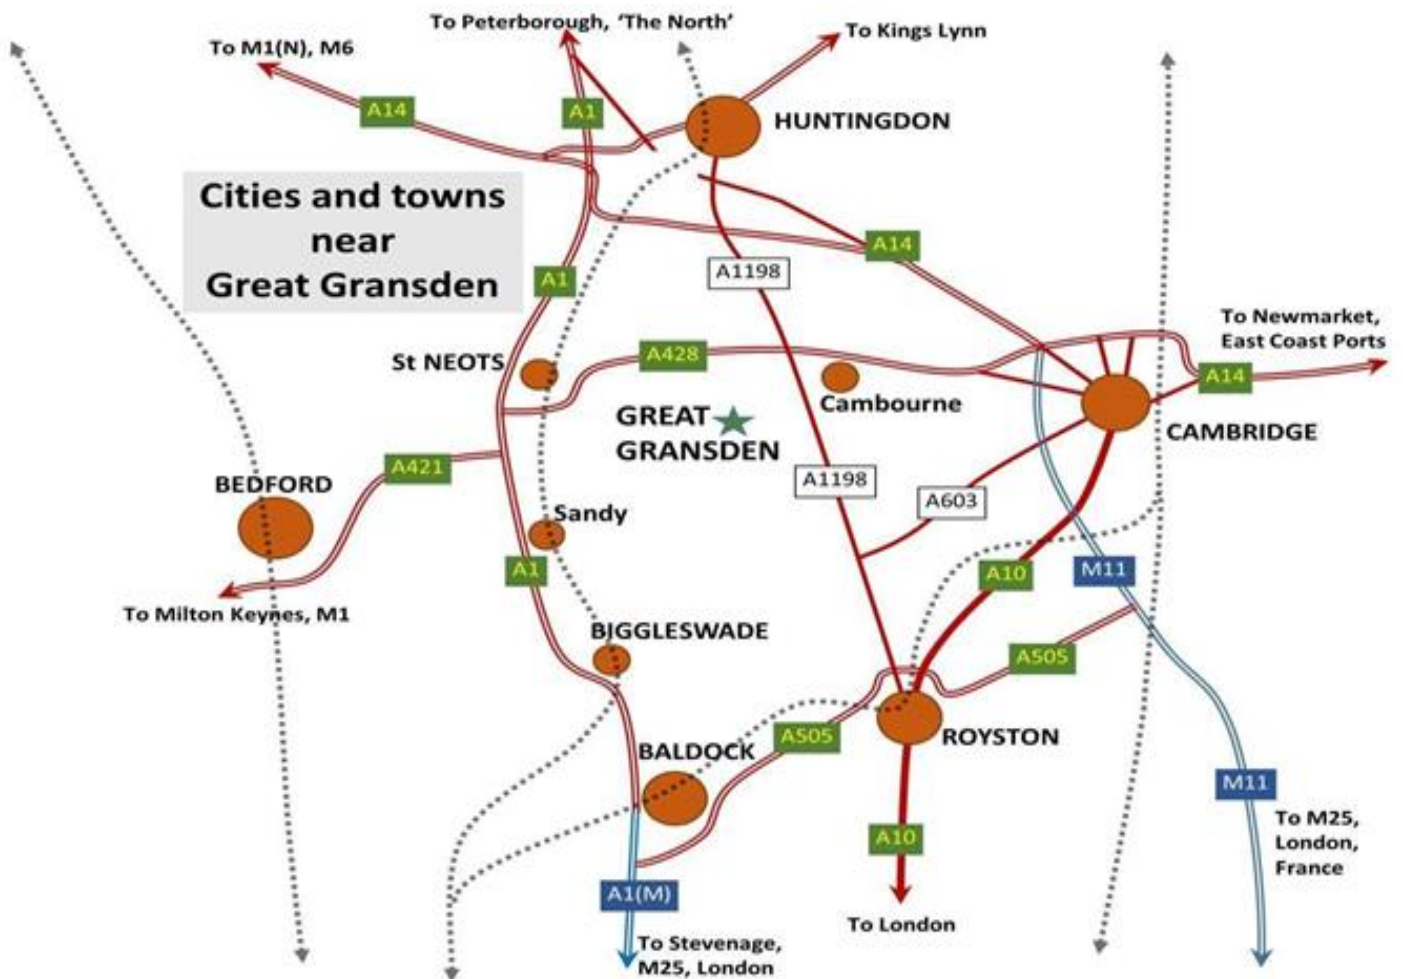 To Peterborough, ‘The North’
To M1(N), M6
To Kings Lynn
A14
A1
HUNTINGDON
Cities and towns
near
Great Gransden
A14
A1198
A1
To Newmarket,
East Coast Ports
St NEOTS
A428
A14
Cambourne
GREAT
GRANSDEN
CAMBRIDGE
A421
BEDFORD
A1198
A603
Sandy
A1
A10
M11
To Milton Keynes, M1
BIGGLESWADE
A505
A505
ROYSTON
BALDOCK
M11
A10
To M25,
London,
France
A1(M)
To London
To Stevenage,
M25, London